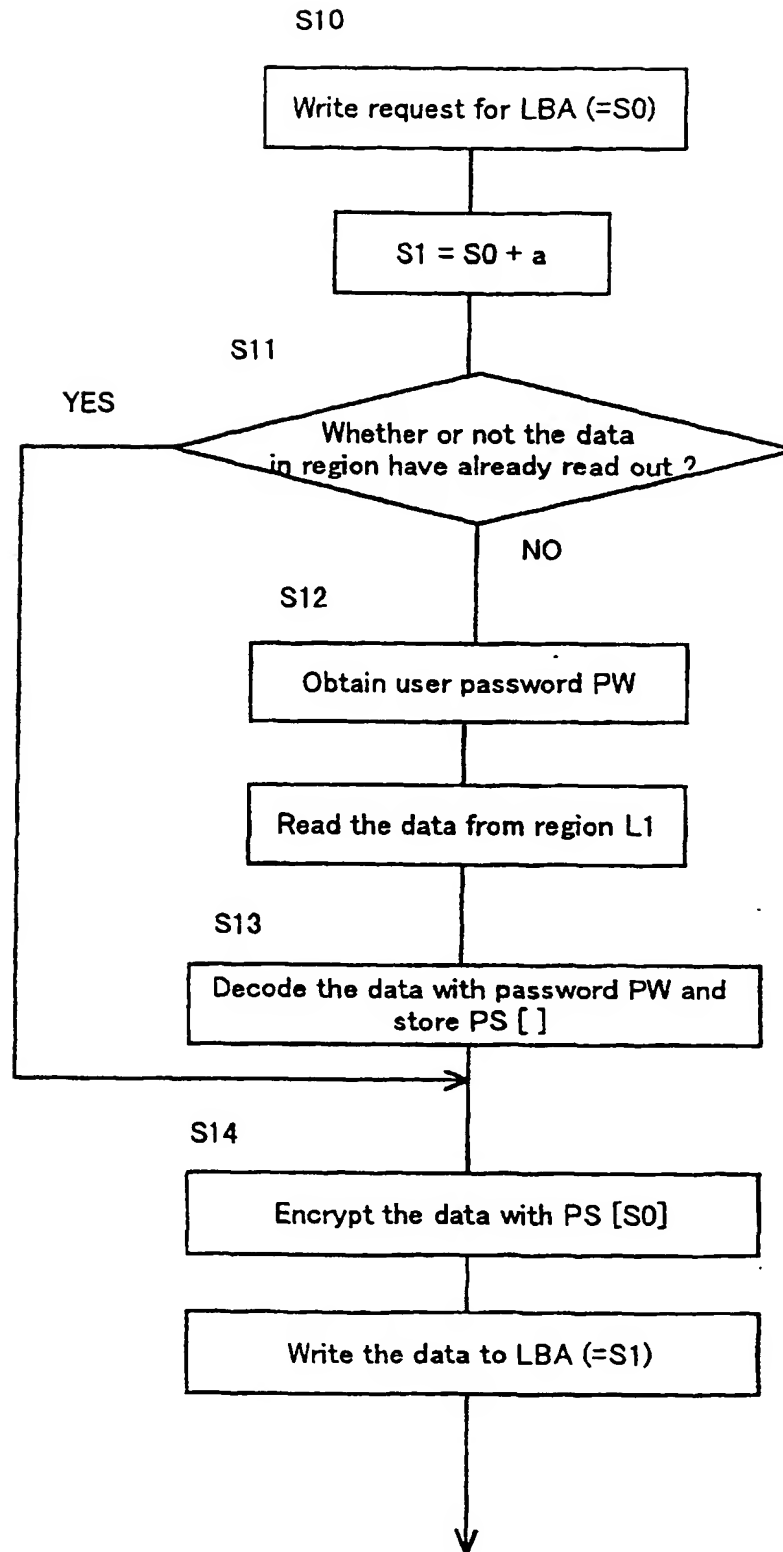 S10
Write request for LBA (=S0)
S1 = S0 + a
S11
YES
Whether or not the data
in region have already read out ?
NO
S12
Obtain user password PW
Read the data from region L1
S13
Decode the data with password PW and
store PS [ ]
S14
Encrypt the data with PS [S0]
Write the data to LBA (=S1)